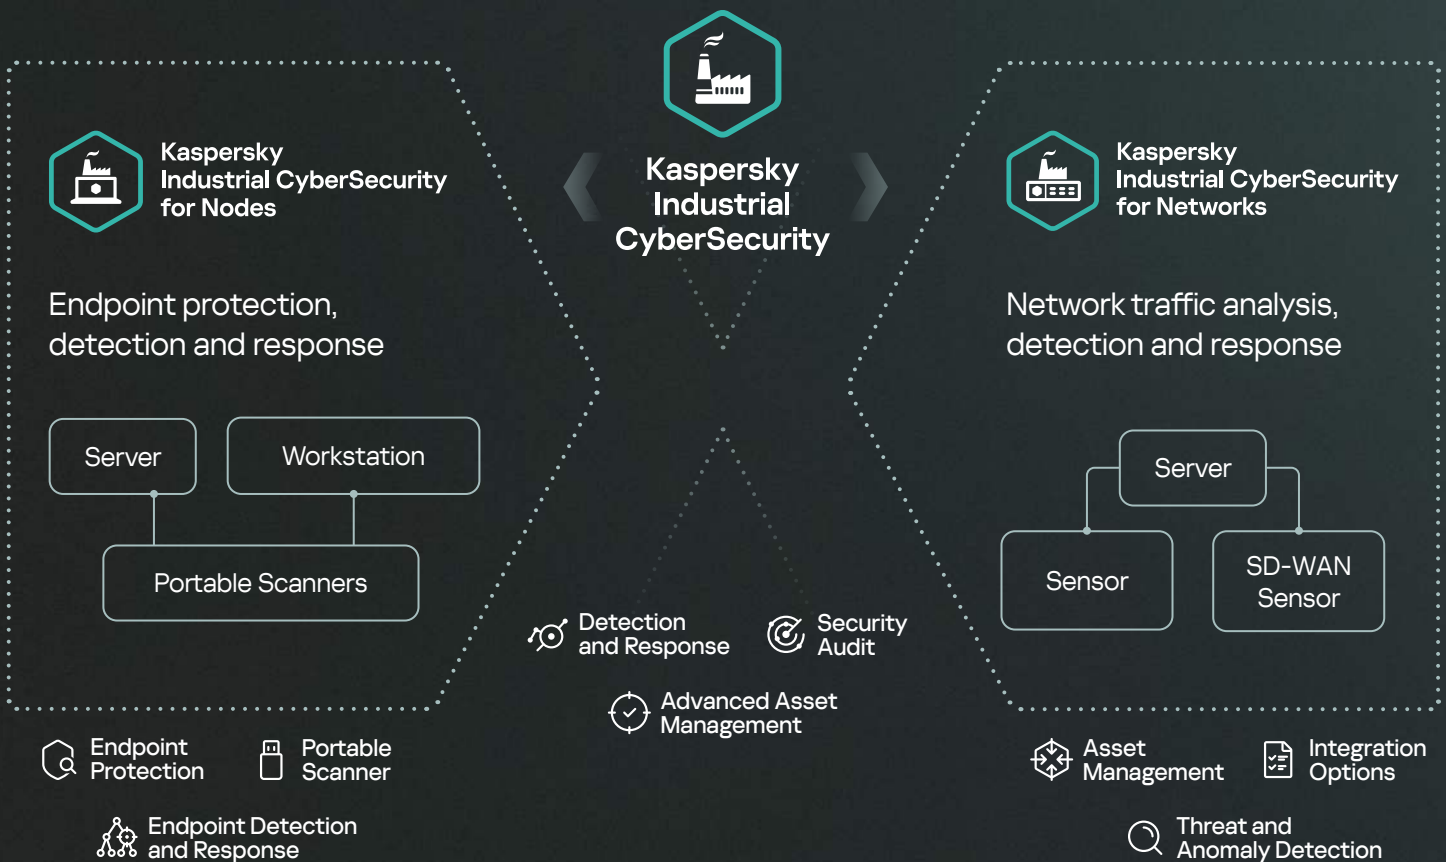 Kaspersky
Industrial CyberSecurity
for Nodes
Endpoint protection,
detection and response
Server
Workstation
Portable Scanners
Endpoint
Protection
Portable
Scanner
Endpoint Detection
and Response
Kaspersky
Industrial
CyberSecurity
Detection
and Response
Security
Audit
Advanced Asset
Management
Kaspersky
Industrial CyberSecurity
for Networks
Network traffic analysis,
detection and response
Server
Sensor
SD-WAN
Sensor
Asset
Management
Integration
Options
Threat and
Anomaly Detection